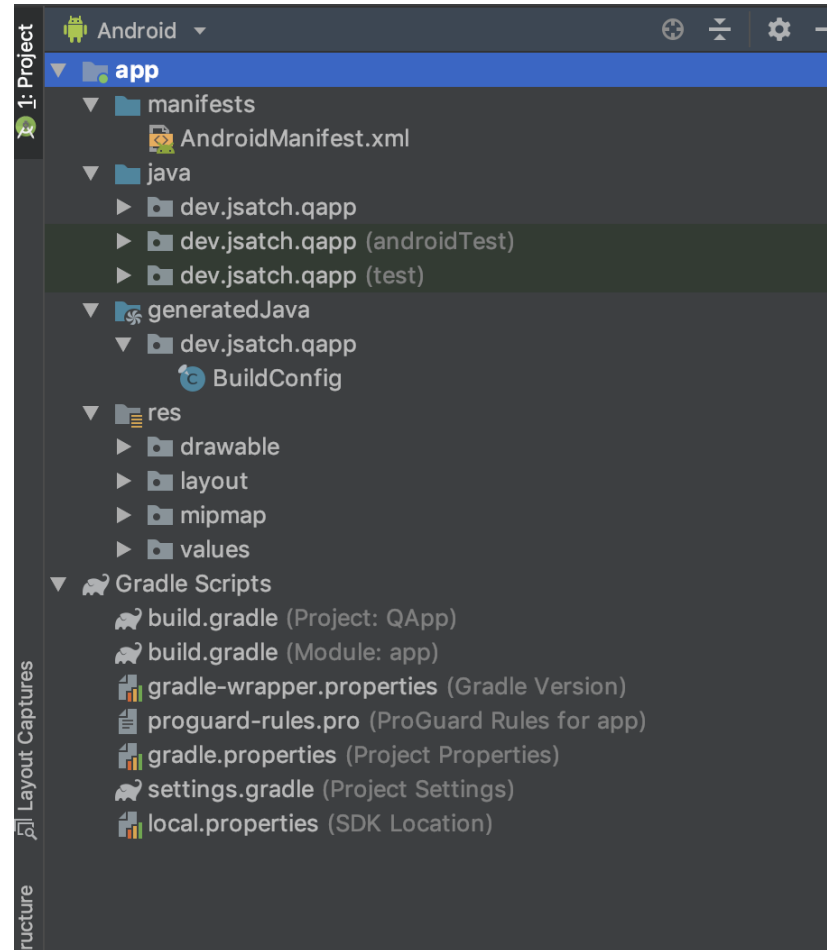 Android
app
manifests
AndroidManifest.xml
java
dev.jsatch.qapp
dev.jsatch.qapp (androidTest)
dev.jsatch.qapp (test)
generatedJava
dev.jsatch.qapp
BuildConfig
res
drawable
layout
mipmap
values
Gradle Scripts
build.gradle (Project: QApp)
build.gradle (Module: app)
gradle-wrapper.properties (Gradle Version)
proguard-rules.pro (ProGuard Rules for app)
gradle.properties (Project Properties)
settings.gradle (Project Settings)
local.properties (SDK Location)
1: Project
Layout Captures
ructure